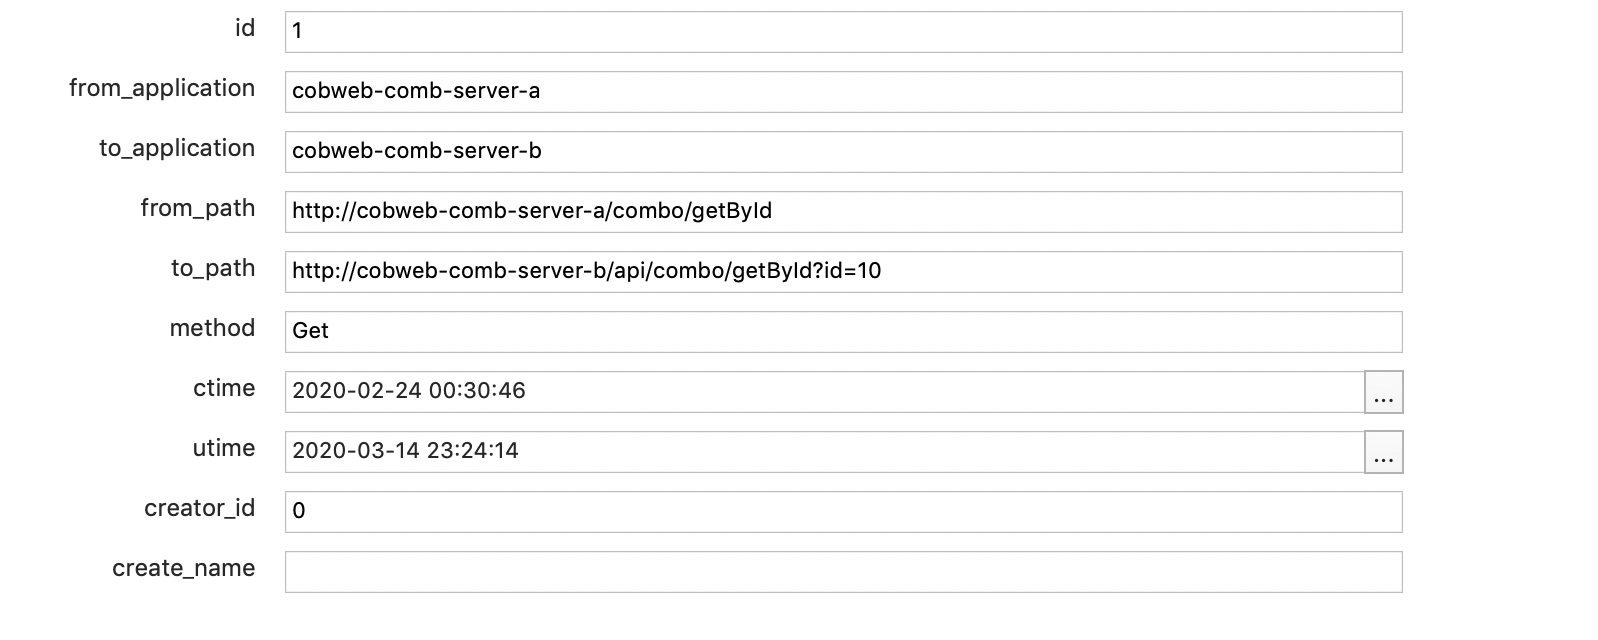 id 1
from_application cobweb-comb-server-a
to_application cobweb-comb-server-b
from_path http://cobweb-comb-server-a/combo/getById
to_path http://cobweb-comb-server-b/api/combo/getById?id=10
method Get
ctime 2020-02-24 00:30:46 ...
utime 2020-03-14 23:24:14 ...
creator_id 0
create_name